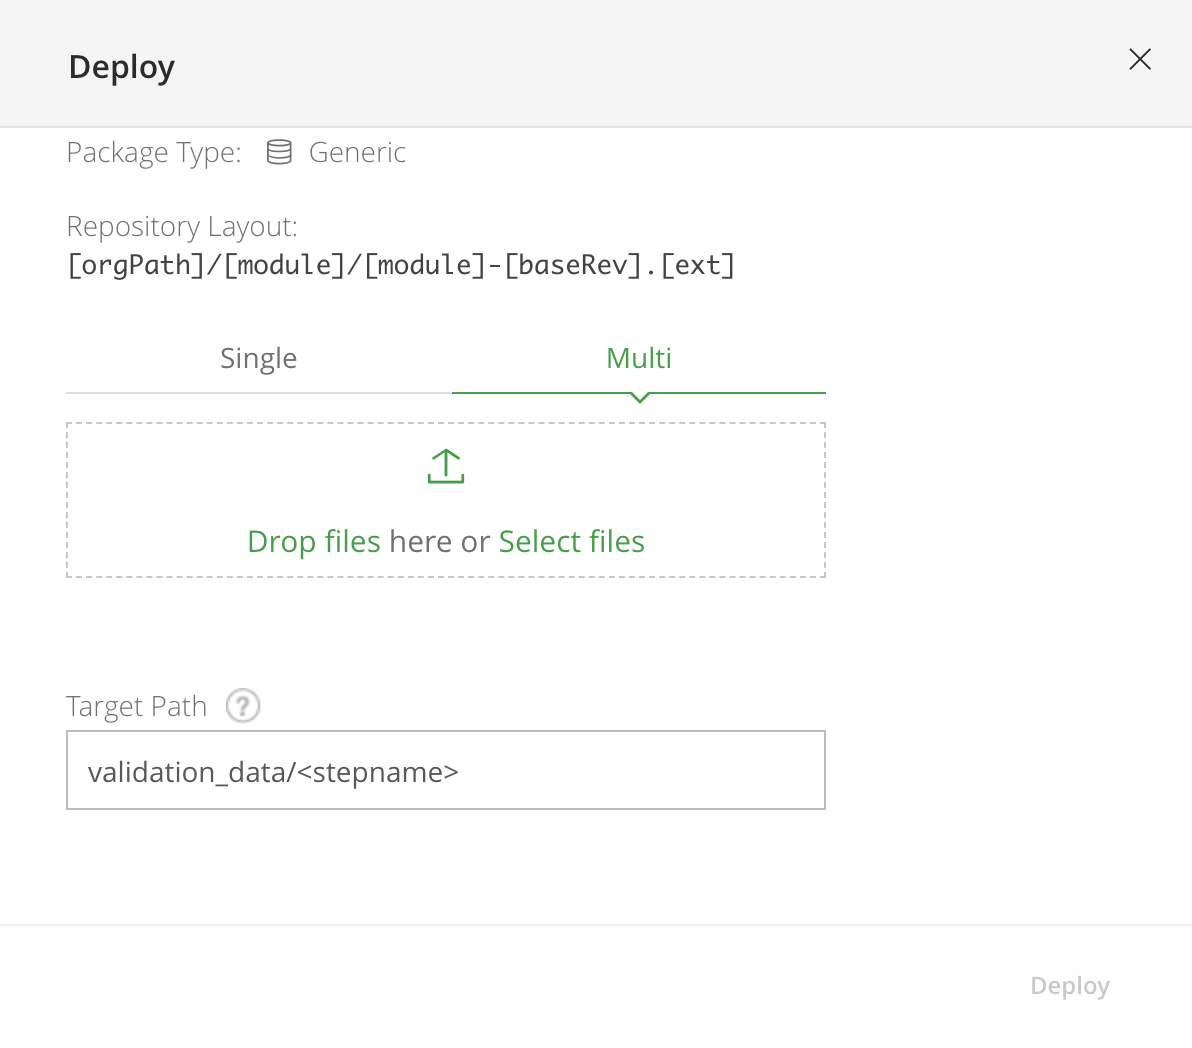 Deploy
Package Type: Generic
Repository Layout:
[orgPath]/[module]/[module]-[baseRev].[ext]
Single Multi
Drop files here or Select files
Target Path ?
validation_data/<stepname>
Deploy